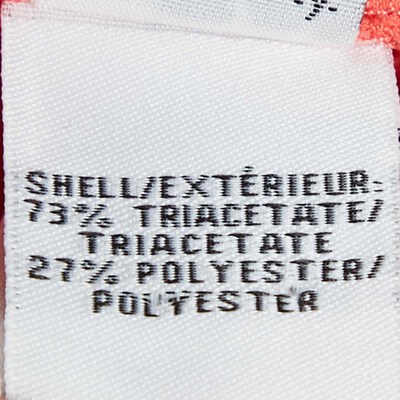 SHELL/EXTÉRIEUR:
73% TRIACETATE/
TRIACETATE
27% POLYESTER/
POLYESTER